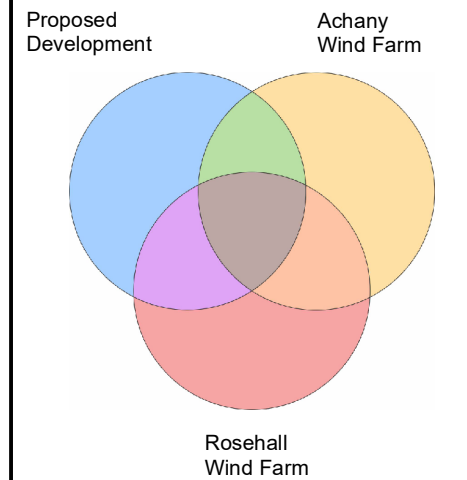 Proposed
Development
Achany
Wind Farm
Rosehall
Wind Farm